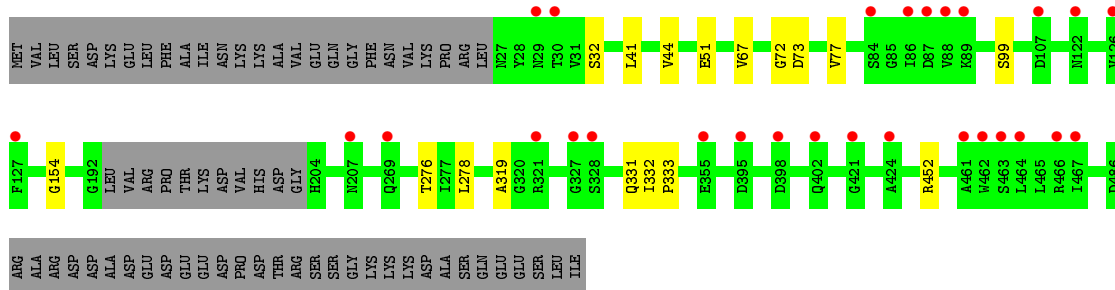 MET VAL LEU SER ASP LYS GLU LEU PHE ALA ILE ASN LYS LYS ALA VAL GLU GLN GLY PHE ASN VAL LYS PRO ARG LEU N27 Y28 N29 T30 V31 S32 L41 V44 E51 V67 G72 D73 V77 S84 G85 I86 D87 V88 K89 S99 D107 N122
F127 G154 G192 LEU VAL ARG PRO THR LYS ASP VAL HIS ASP GLY H204 N207 Q269 T276 I277 L278 A319 G320 R321 G327 S328 Q331 I332 P333 E355 D395 D398 Q402 G421 A424 R452 A461 W462 S463 L464 L465 R466 I467
ARG ALA ARG ASP ASP ALA ASP GLU ASP GLU GLU ASP PRO ASP THR ARG SER SER GLY LYS LYS LYS ASP ALA SER GLN GLU GLU SER LEU ILE